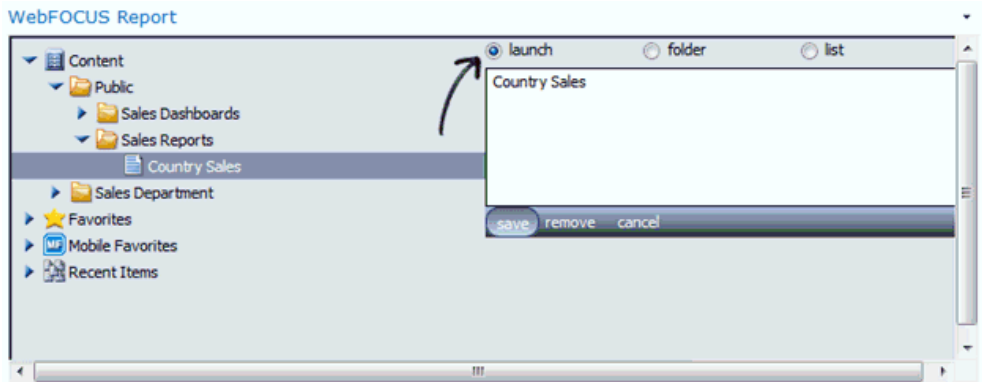 WebFOCUS Report
Content
Public
Sales Dashboards
Sales Reports
Country Sales
Sales Department
Favorites
MF Mobile Favorites
Recent Items
launch folder list
Country Sales
save remove cancel